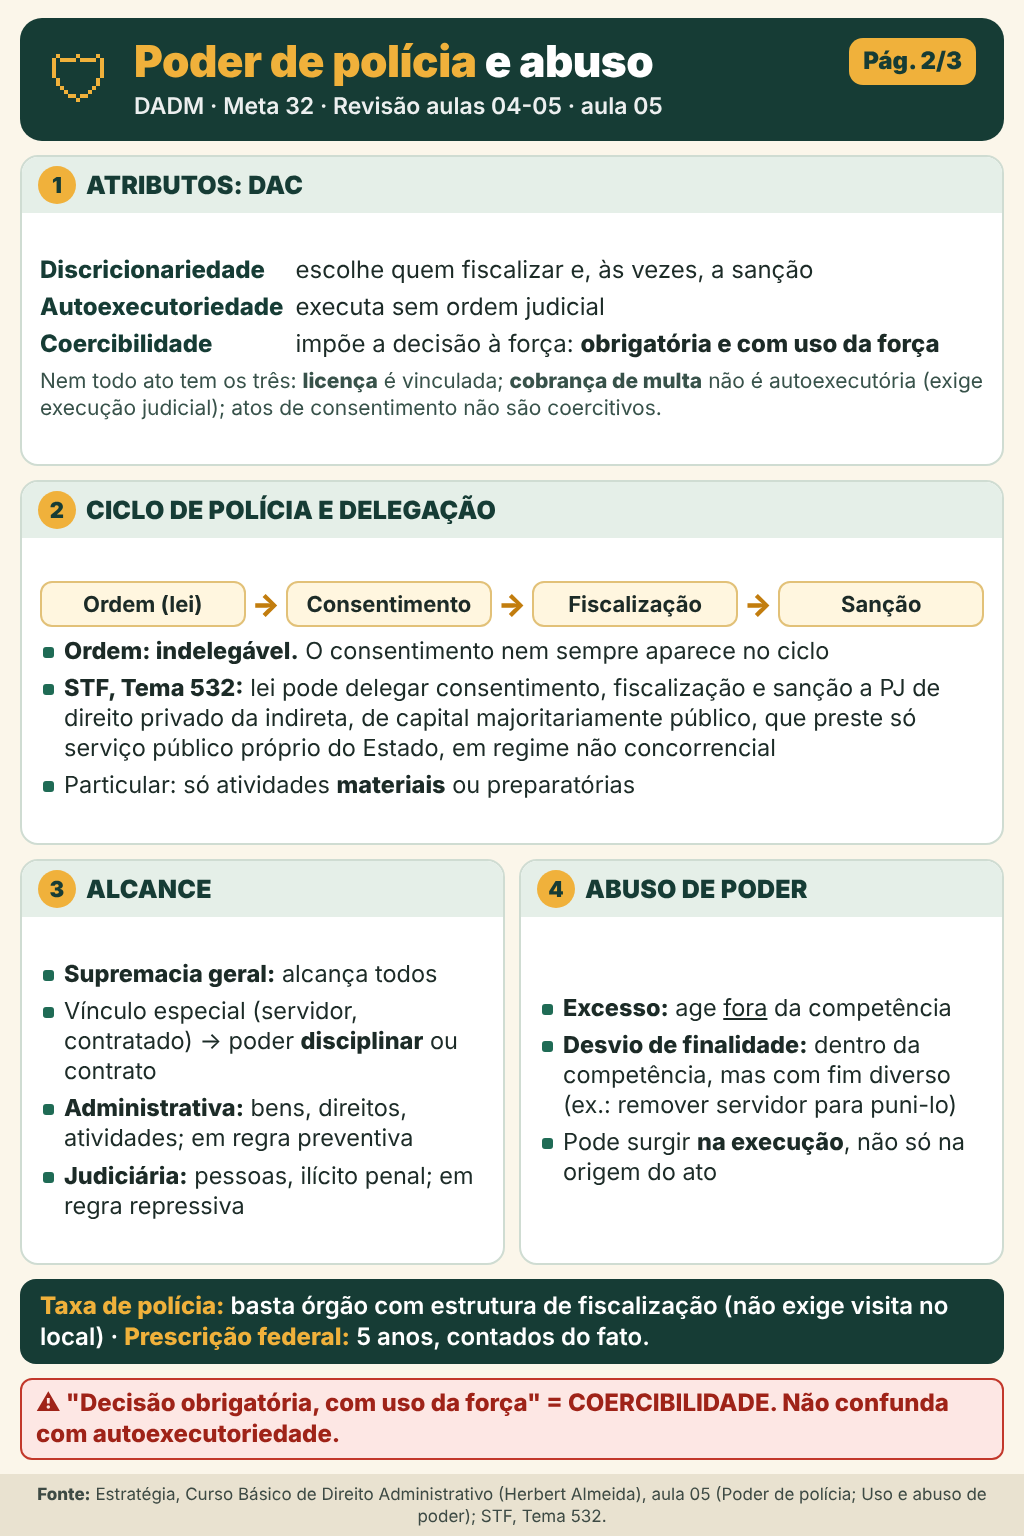 Poder de polícia e abuso
DADM · Meta 32 · Revisão aulas 04-05 · aula 05
Pág. 2/3
1 ATRIBUTOS: DAC
Discricionariedade escolhe quem fiscalizar e, às vezes, a sanção
Autoexecutoriedade executa sem ordem judicial
Coercibilidade impõe a decisão à força: obrigatória e com uso da força
Nem todo ato tem os três: licença é vinculada; cobrança de multa não é autoexecutória (exige
execução judicial); atos de consentimento não são coercitivos.
2 CICLO DE POLÍCIA E DELEGAÇÃO
Ordem (lei) → Consentimento → Fiscalização → Sanção
Ordem: indelegável. O consentimento nem sempre aparece no ciclo
STF, Tema 532: lei pode delegar consentimento, fiscalização e sanção a PJ de
direito privado da indireta, de capital majoritariamente público, que preste só
serviço público próprio do Estado, em regime não concorrencial
Particular: só atividades materiais ou preparatórias
3 ALCANCE
Supremacia geral: alcança todos
Vínculo especial (servidor,
contratado) → poder disciplinar ou
contrato
Administrativa: bens, direitos,
atividades; em regra preventiva
Judiciária: pessoas, ilícito penal; em
regra repressiva
4 ABUSO DE PODER
Excesso: age fora da competência
Desvio de finalidade: dentro da
competência, mas com fim diverso
(ex.: remover servidor para puni-lo)
Pode surgir na execução, não só na
origem do ato
Taxa de polícia: basta órgão com estrutura de fiscalização (não exige visita no
local) · Prescrição federal: 5 anos, contados do fato.
⚠ "Decisão obrigatória, com uso da força" = COERCIBILIDADE. Não confunda
com autoexecutoriedade.
Fonte: Estratégia, Curso Básico de Direito Administrativo (Herbert Almeida), aula 05 (Poder de polícia; Uso e abuso de
poder); STF, Tema 532.